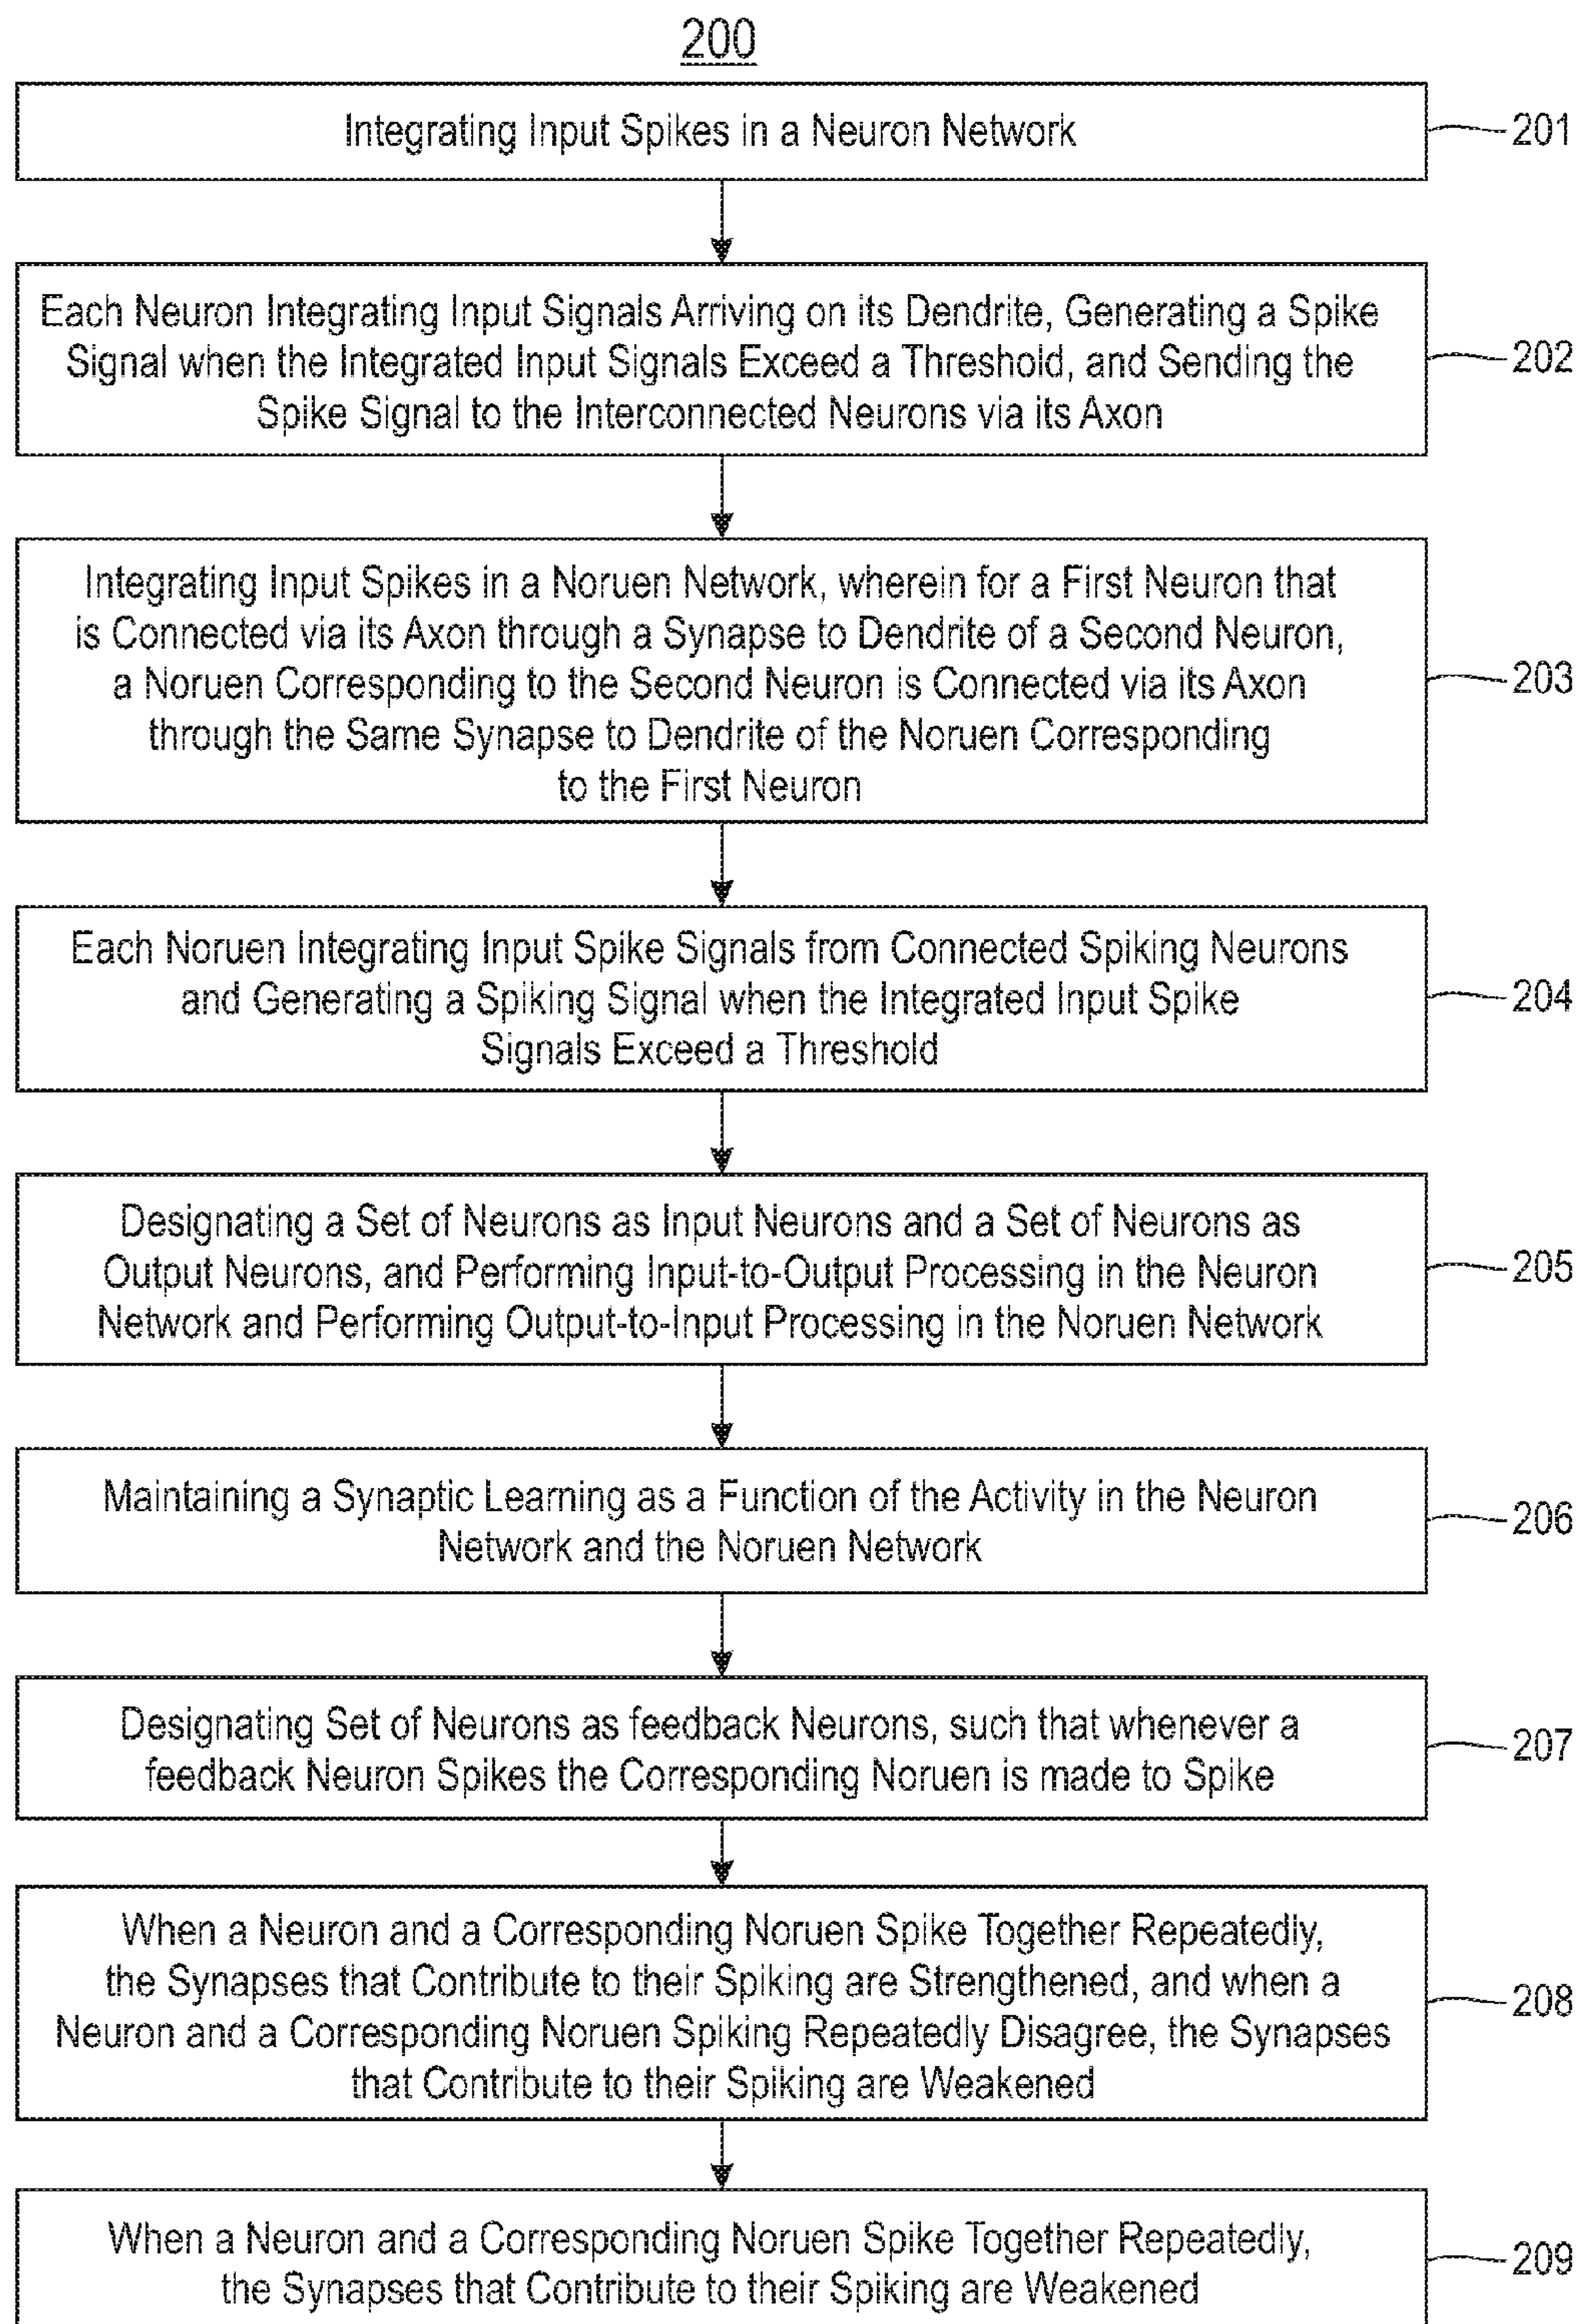 200
Integrating Input Spikes in a Neuron Network
201
Each Neuron Integrating Input Signals Arriving on its Dendrite, Generating a Spike
Signal when the Integrated Input Signals Exceed a Threshold, and Sending the
Spike Signal to the Interconnected Neurons via its Axon
202
Integrating Input Spikes in a Noruen Network, wherein for a First Neuron that
is Connected via its Axon through a Synapse to Dendrite of a Second Neuron,
a Noruen Corresponding to the Second Neuron is Connected via its Axon
through the Same Synapse to Dendrite of the Noruen Corresponding
to the First Neuron
203
Each Noruen Integrating Input Spike Signals from Connected Spiking Neurons
and Generating a Spiking Signal when the Integrated Input Spike
Signals Exceed a Threshold
204
Designating a Set of Neurons as Input Neurons and a Set of Neurons as
Output Neurons, and Performing Input-to-Output Processing in the Neuron
Network and Performing Output-to-Input Processing in the Noruen Network
205
Maintaining a Synaptic Learning as a Function of the Activity in the Neuron
Network and the Noruen Network
206
Designating Set of Neurons as feedback Neurons, such that whenever a
feedback Neuron Spikes the Corresponding Noruen is made to Spike
207
When a Neuron and a Corresponding Noruen Spike Together Repeatedly,
the Synapses that Contribute to their Spiking are Strengthened, and when a
Neuron and a Corresponding Noruen Spiking Repeatedly Disagree, the Synapses
that Contribute to their Spiking are Weakened
208
When a Neuron and a Corresponding Noruen Spike Together Repeatedly,
the Synapses that Contribute to their Spiking are Weakened
209